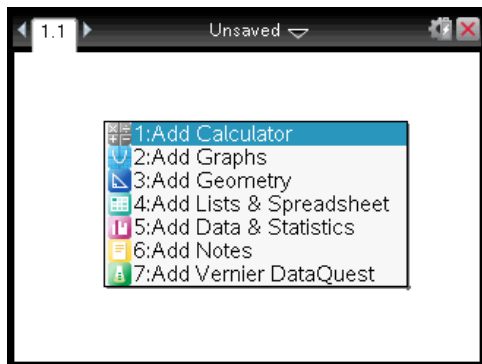 1.1 Unsaved
1:Add Calculator
2:Add Graphs
3:Add Geometry
4:Add Lists & Spreadsheet
5:Add Data & Statistics
6:Add Notes
7:Add Vernier DataQuest